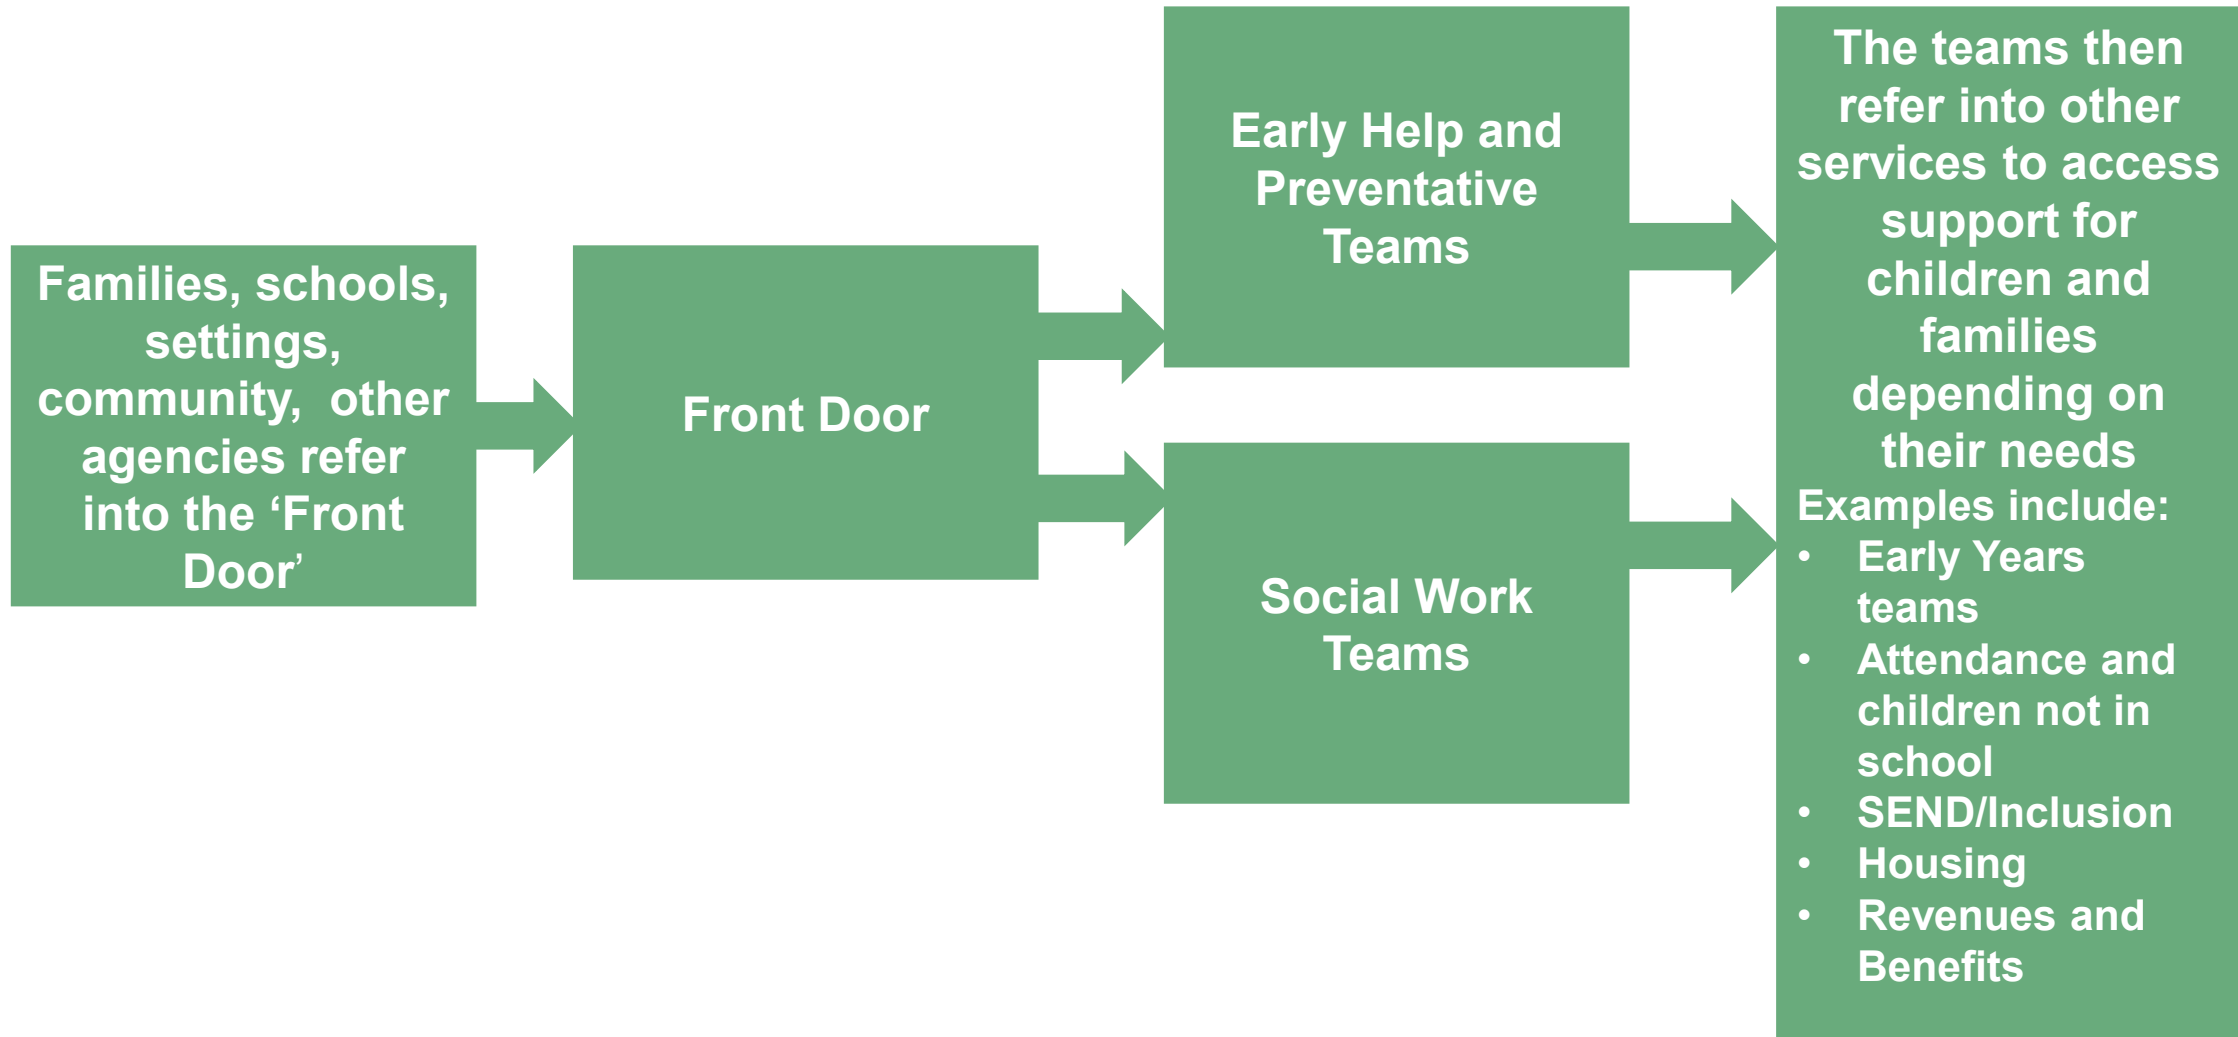 Families, schools,
settings,
community,  other
agencies refer
into the ‘Front
Door’
Front Door
Early Help and
Preventative
Teams
Social Work
Teams
The teams then
refer into other
services to access
support for
children and
families
depending on
their needs
Examples include:
• Early Years
teams
• Attendance and
children not in
school
• SEND/Inclusion
• Housing
• Revenues and
Benefits